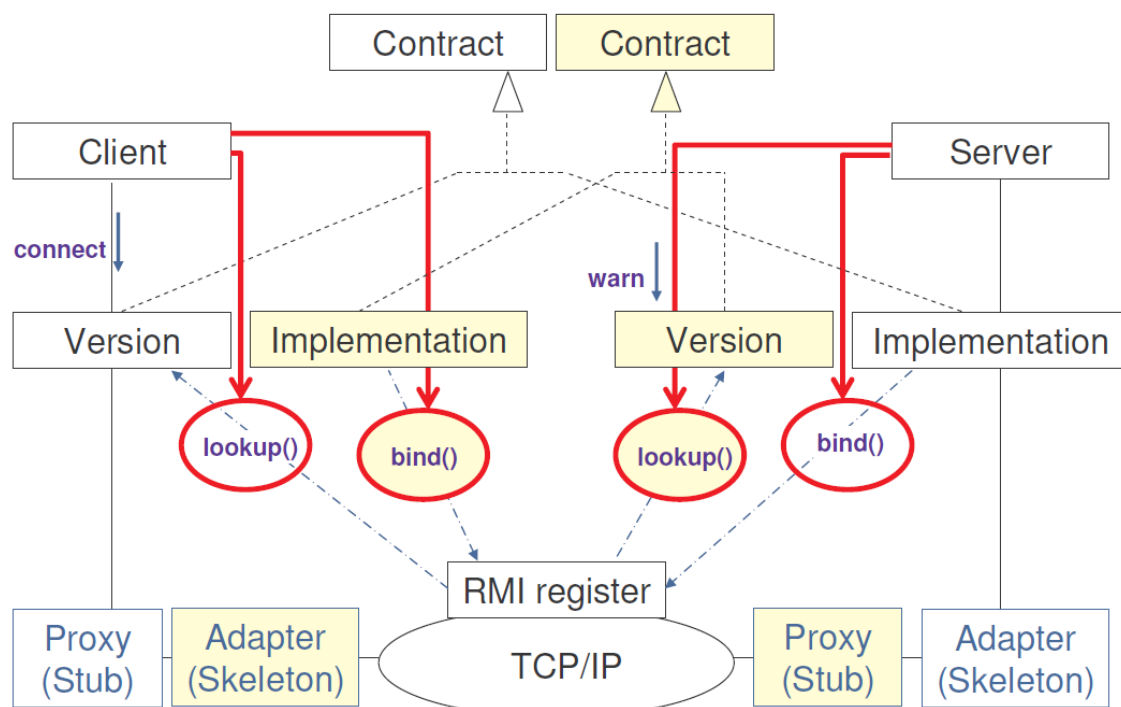 Contract
Contract
Client
Server
connect
warn
Version
Implementation
Version
Implementation
lookup()
bind()
lookup()
bind()
RMI register
Proxy
(Stub)
Adapter
(Skeleton)
TCP/IP
Proxy
(Stub)
Adapter
(Skeleton)